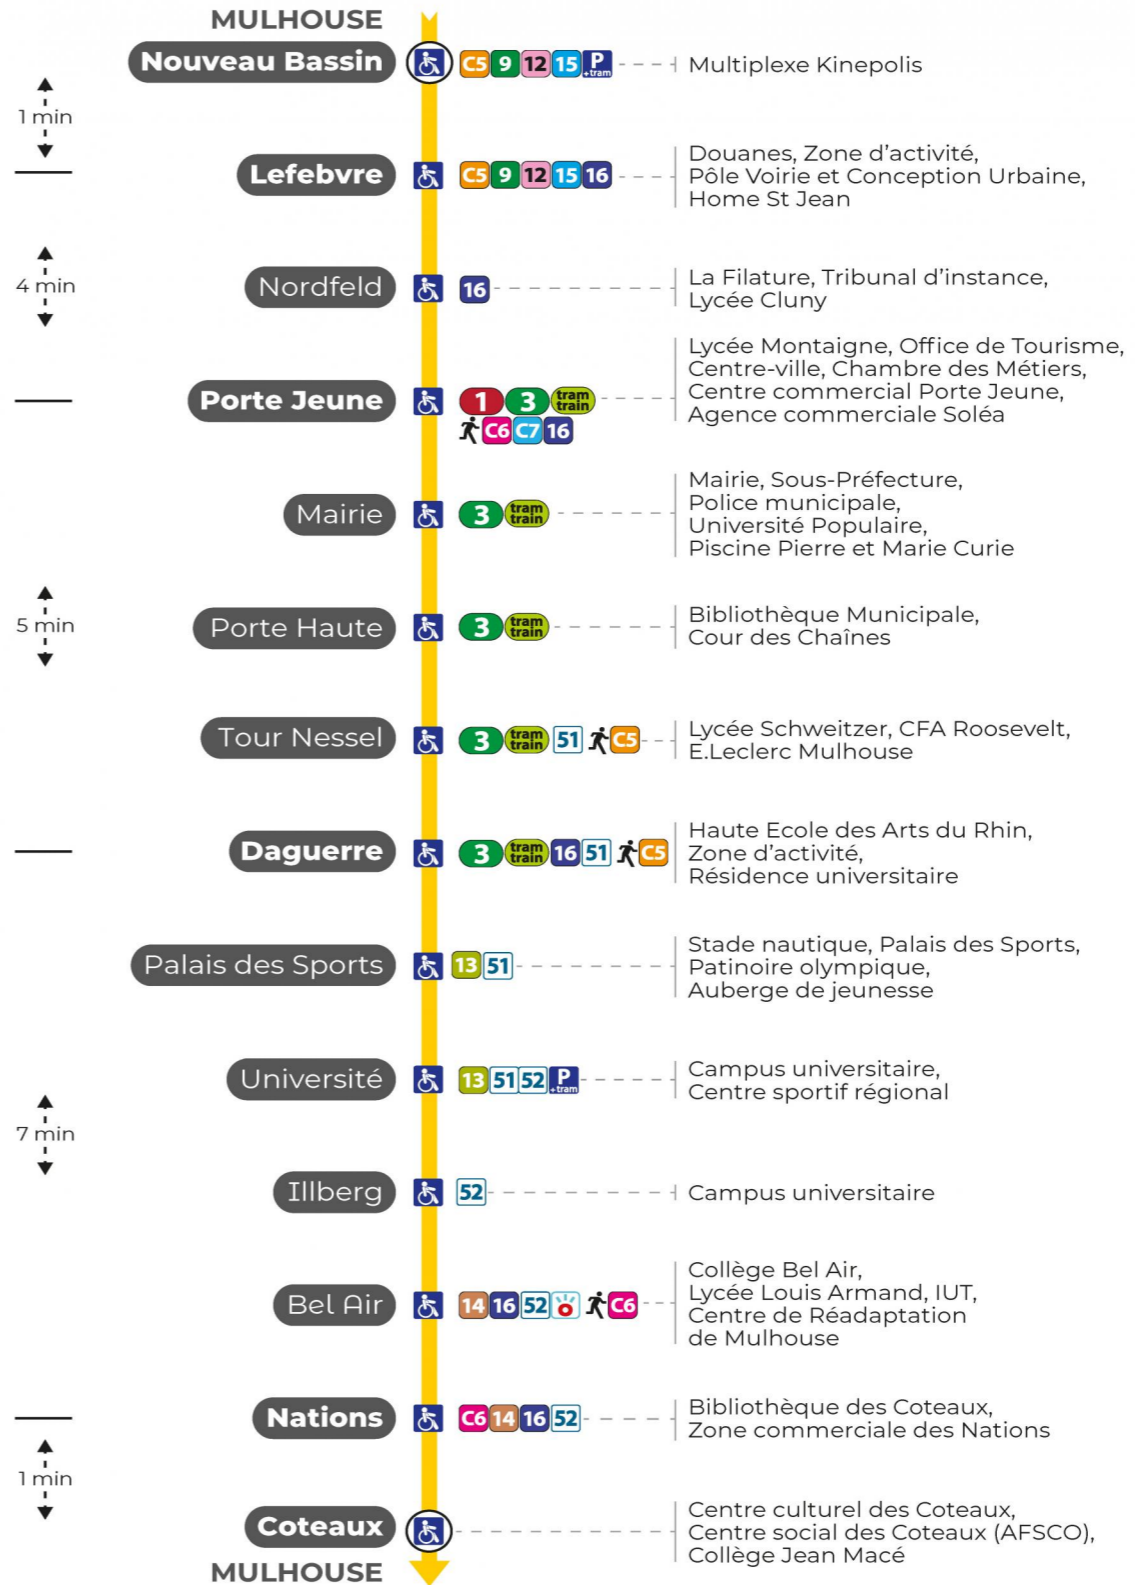 MULHOUSE
Nouveau Bassin
C5 9 12 15 P +tram
Multiplexe Kinepolis
1 min
Lefebvre
C5 9 12 15 16
Douanes, Zone d'activité,
Pôle Voirie et Conception Urbaine,
Home St Jean
4 min
Nordfeld
16
La Filature, Tribunal d'instance,
Lycée Cluny
Porte Jeune
1 3 tram train
C6 C7 16
Lycée Montaigne, Office de Tourisme,
Centre-ville, Chambre des Métiers,
Centre commercial Porte Jeune,
Agence commerciale Soléa
Mairie
3 tram train
Mairie, Sous-Préfecture,
Police municipale,
Université Populaire,
Piscine Pierre et Marie Curie
5 min
Porte Haute
3 tram train
Bibliothèque Municipale,
Cour des Chaînes
Tour Nessel
3 tram train 51 C5
Lycée Schweitzer, CFA Roosevelt,
E.Leclerc Mulhouse
Daguerre
3 tram train 16 51 C5
Haute Ecole des Arts du Rhin,
Zone d'activité,
Résidence universitaire
Palais des Sports
13 51
Stade nautique, Palais des Sports,
Patinoire olympique,
Auberge de jeunesse
Université
13 51 52 P +tram
Campus universitaire,
Centre sportif régional
7 min
Illberg
52
Campus universitaire
Bel Air
14 16 52 C6
Collège Bel Air,
Lycée Louis Armand, IUT,
Centre de Réadaptation
de Mulhouse
Nations
C6 14 16 52
Bibliothèque des Coteaux,
Zone commerciale des Nations
1 min
Coteaux
Centre culturel des Coteaux,
Centre social des Coteaux (AFSCO),
Collège Jean Macé
MULHOUSE